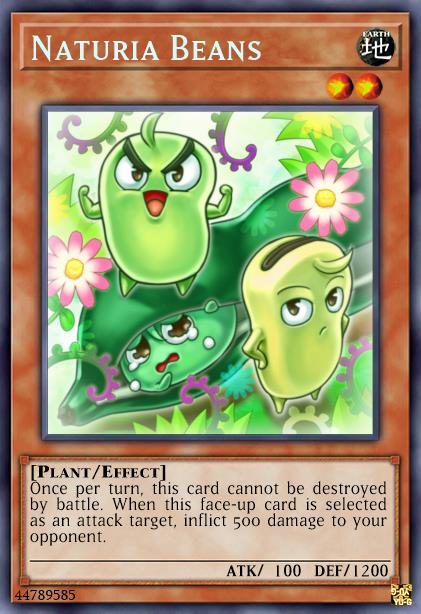 Naturia Beans
EARTH
地
[Plant/Effect]
Once per turn, this card cannot be destroyed
by battle. When this face-up card is selected
as an attack target, inflict 500 damage to your
opponent.
ATK/ 100 DEF/1200
44789585